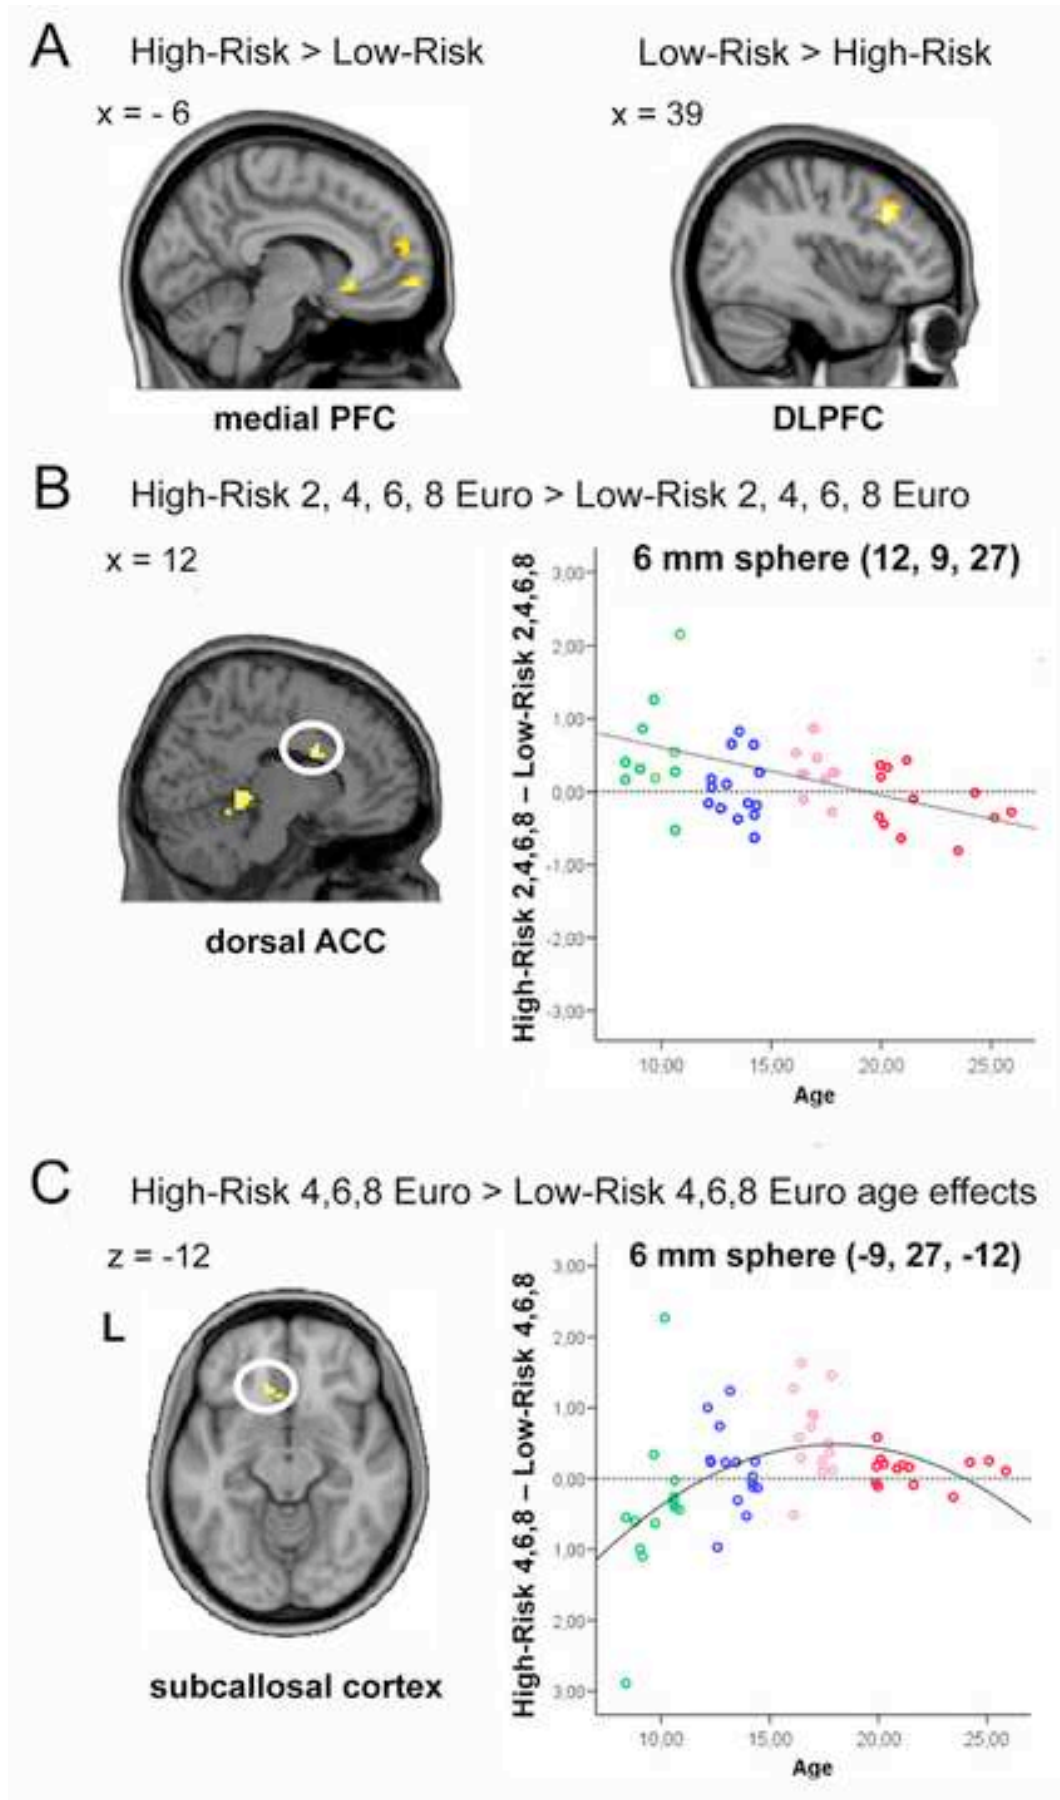 A
High-Risk > Low-Risk
Low-Risk > High-Risk
x = - 6
x = 39
medial PFC
DLPFC
B
High-Risk 2, 4, 6, 8 Euro > Low-Risk 2, 4, 6, 8 Euro
x = 12
dorsal ACC
6 mm sphere (12, 9, 27)
High-Risk 2,4,6,8 – Low-Risk 2,4,6,8
3,00
2,00
1,00
0,00
-1,00
-2,00
-3,00
10,00 15,00 20,00 25,00
Age
C
High-Risk 4,6,8 Euro > Low-Risk 4,6,8 Euro age effects
z = -12
L
subcallosal cortex
6 mm sphere (-9, 27, -12)
High-Risk 4,6,8 – Low-Risk 4,6,8
3,00
2,00
1,00
0,00
1,00
2,00
3,00
10,00 15,00 20,00 25,00
Age